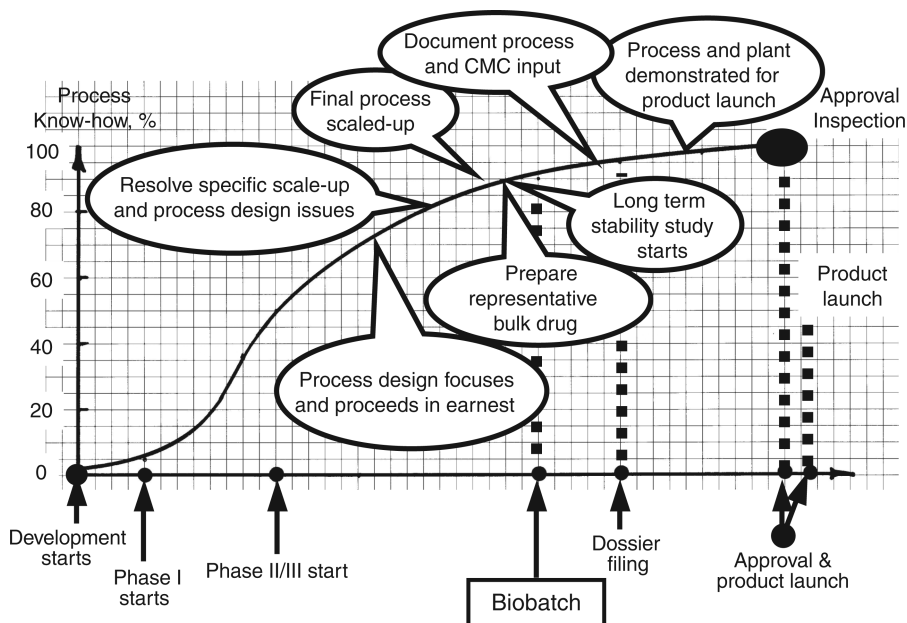 Document process
and CMC input
Process and plant
demonstrated for
product launch
Process
Know-how, %
Final process
scaled-up
Approval
Inspection
100
Resolve specific scale-up
and process design issues
80
Long term
stability study
starts
60
Prepare
representative
bulk drug
Product
launch
40
Process design focuses
and proceeds in earnest
20
0
Development
starts
Phase I
starts
Phase II/III start
Biobatch
Dossier
filing
Approval &
product launch